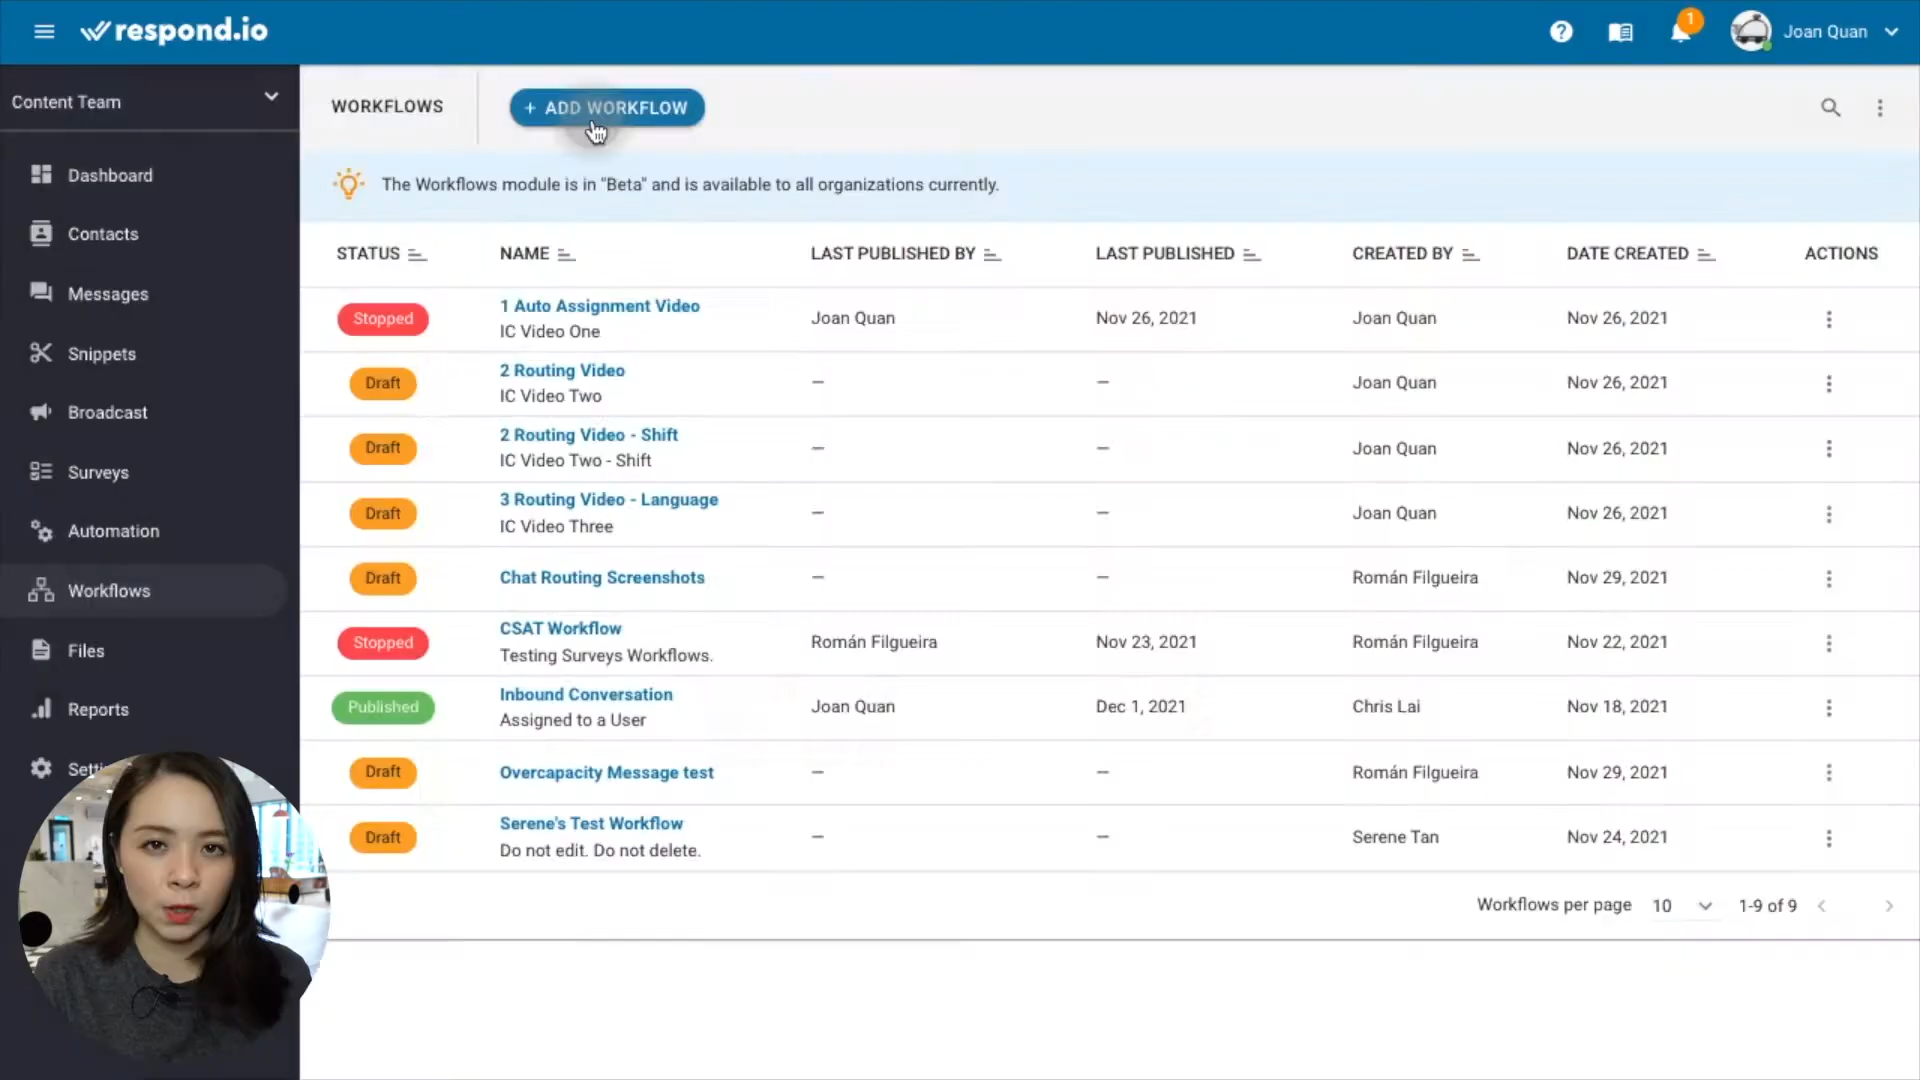 respond.io
1
Joan Quan
Content Team
WORKFLOWS
+ ADD WORKFLOW
The Workflows module is in "Beta" and is available to all organizations currently.
Dashboard
Contacts
Messages
Snippets
Broadcast
Surveys
Automation
Workflows
Files
Reports
STATUS NAME LAST PUBLISHED BY LAST PUBLISHED CREATED BY DATE CREATED ACTIONS
Stopped 1 Auto Assignment Video Joan Quan Nov 26, 2021 Joan Quan Nov 26, 2021
IC Video One
Draft 2 Routing Video – – Joan Quan Nov 26, 2021
IC Video Two
Draft 2 Routing Video - Shift – – Joan Quan Nov 26, 2021
IC Video Two - Shift
Draft 3 Routing Video - Language – – Joan Quan Nov 26, 2021
IC Video Three
Draft Chat Routing Screenshots – – Román Filgueira Nov 29, 2021
Stopped CSAT Workflow Román Filgueira Nov 23, 2021 Román Filgueira Nov 22, 2021
Testing Surveys Workflows.
Published Inbound Conversation Joan Quan Dec 1, 2021 Chris Lai Nov 18, 2021
Assigned to a User
Draft Overcapacity Message test – – Román Filgueira Nov 29, 2021
Draft Serene's Test Workflow – – Serene Tan Nov 24, 2021
Do not edit. Do not delete.
Workflows per page 10 1-9 of 9